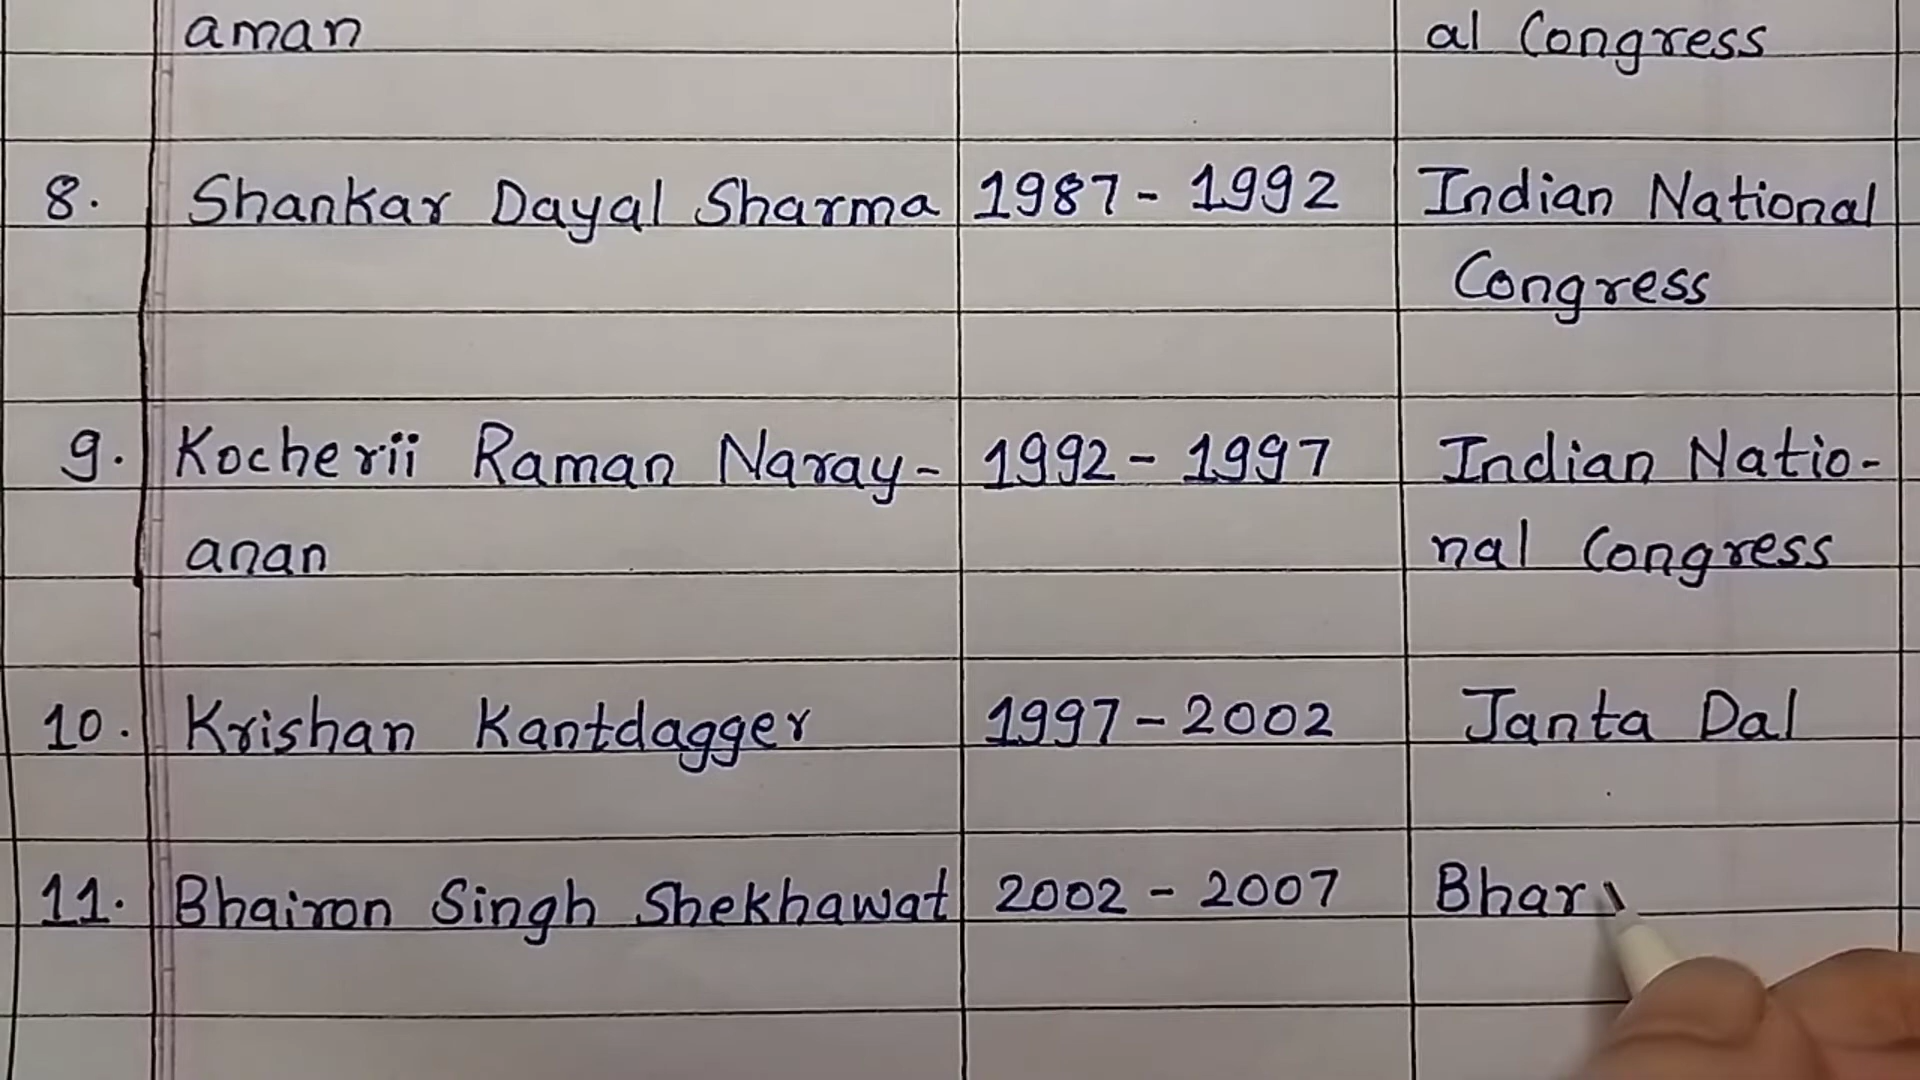 aman al Congress
8. Shankar Dayal Sharma 1987 - 1992 Indian National
Congress
9. Kocherii Raman Naray- 1992 - 1997 Indian Natio-
anan nal Congress
10. Krishan Kantdagger 1997 - 2002 Janta Dal
11. Bhairon Singh Shekhawat 2002 - 2007 Bhar